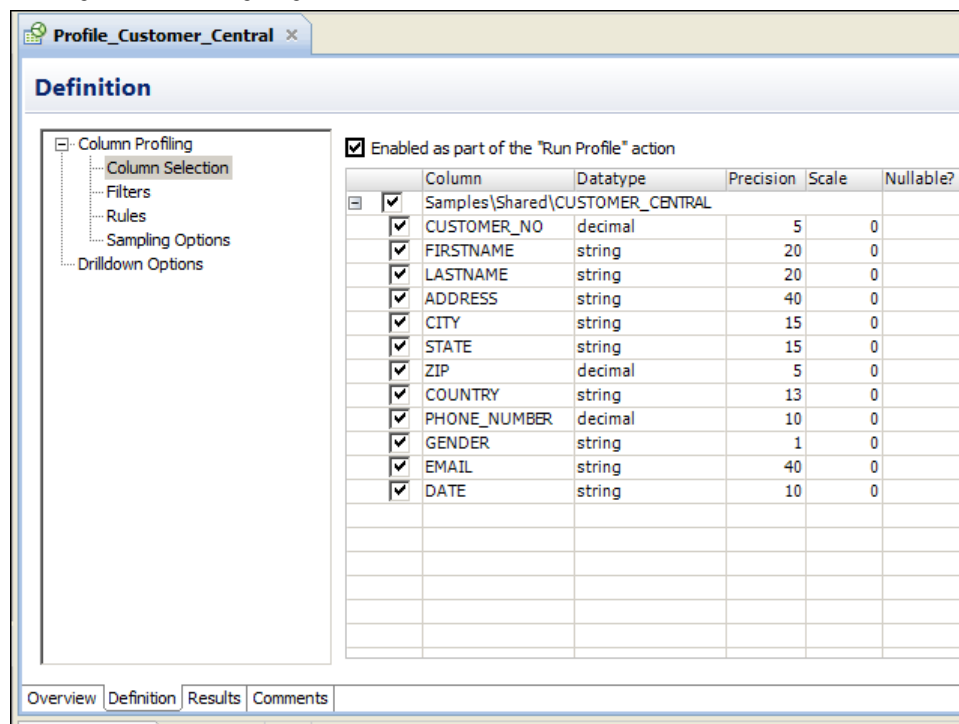 Profile_Customer_Central
Definition
Column Profiling
Column Selection
Filters
Rules
Sampling Options
Drilldown Options
Enabled as part of the "Run Profile" action
Column Datatype Precision Scale Nullable?
Samples\Shared\CUSTOMER_CENTRAL
CUSTOMER_NO decimal 5 0
FIRSTNAME string 20 0
LASTNAME string 20 0
ADDRESS string 40 0
CITY string 15 0
STATE string 15 0
ZIP decimal 5 0
COUNTRY string 13 0
PHONE_NUMBER decimal 10 0
GENDER string 1 0
EMAIL string 40 0
DATE string 10 0
Overview Definition Results Comments